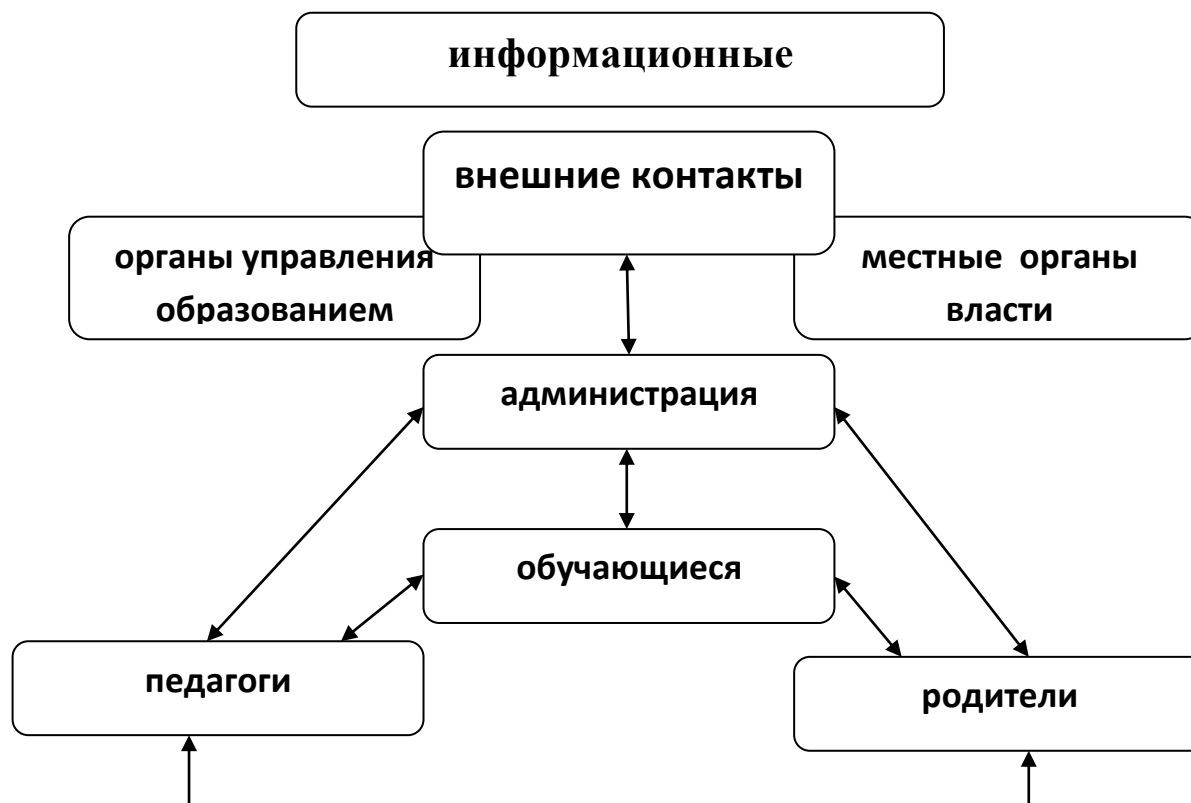 информационные
внешние контакты
органы управления
образованием
местные органы
власти
администрация
обучающиеся
педагоги
родители